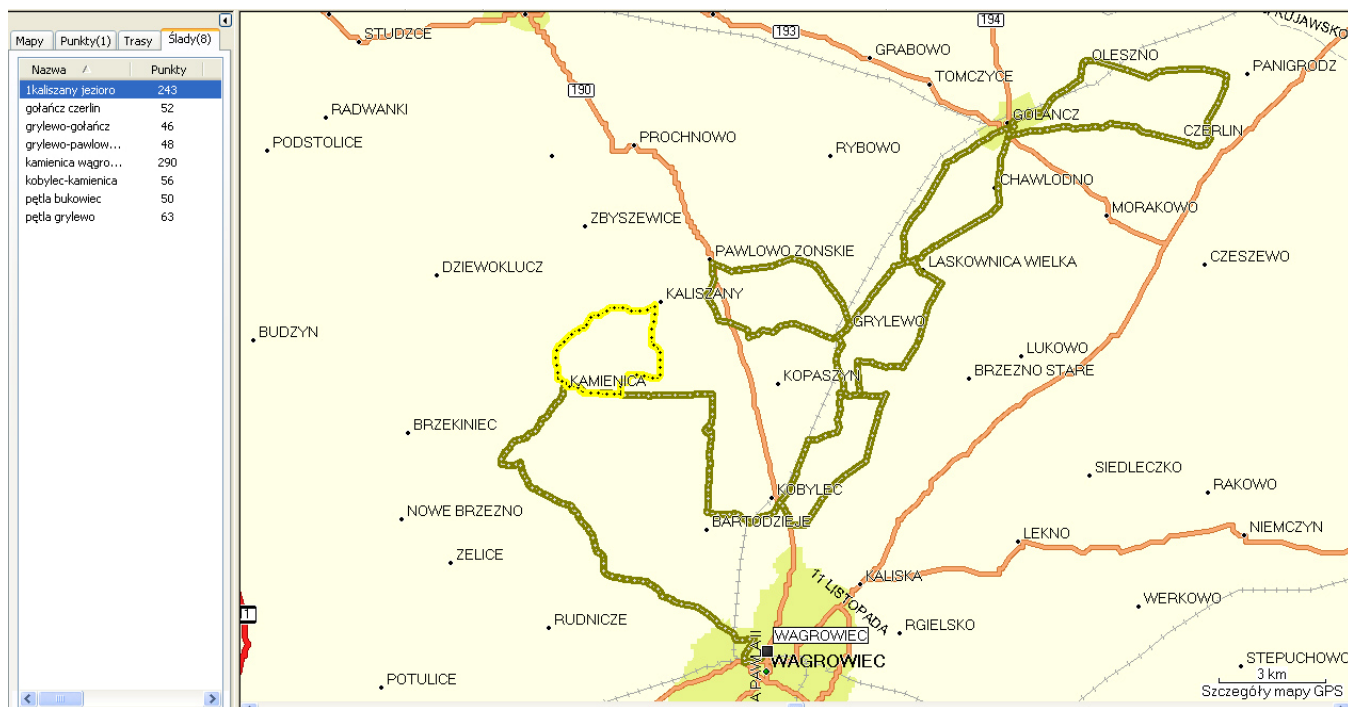 Mapy Punkty(1) Trasy Ślady(8)
Nazwa Punkty
1kaliszany jezioro 243
gołańcz czerlin 52
grylewo-gołańcz 46
grylewo-pawlow... 48
kamienica wągro... 290
kobylec-kamienica 56
pętla bukowiec 50
pętla grylewo 63
194
193
KUJAWSKO
STUDZCE
GRABOWO
OLESZNO
PANIGRODZ
TOMCZYCE
190
RADWANKI
GOLANCZ
PROCHNOWO
CZERLIN
PODSTOLICE
RYBOWO
CHAWLODNO
MORAKOWO
ZBYSZEWICE
PAWLOWO ZONSKIE
CZESZEWO
DZIEWOKLUCZ
LASKOWNICA WIELKA
KALISZANY
GRYLEWO
BUDZYN
LUKOWO
KAMIENICA
KOPASZYN
BRZEZNO STARE
BRZEKINIEC
SIEDLECZKO
RAKOWO
KOBYLEC
NOWE BRZEZNO
BARTODZIEJE
NIEMCZYN
LEKNO
ZELICE
KALISKA
11 LISTOPADA
WERKOWO
1
RUDNICZE
RGIELSKO
WAGROWIEC
WAGROWIEC
A PAWLA II
STEPUCHOWO
POTULICE
3 km
Szczegóły mapy GPS